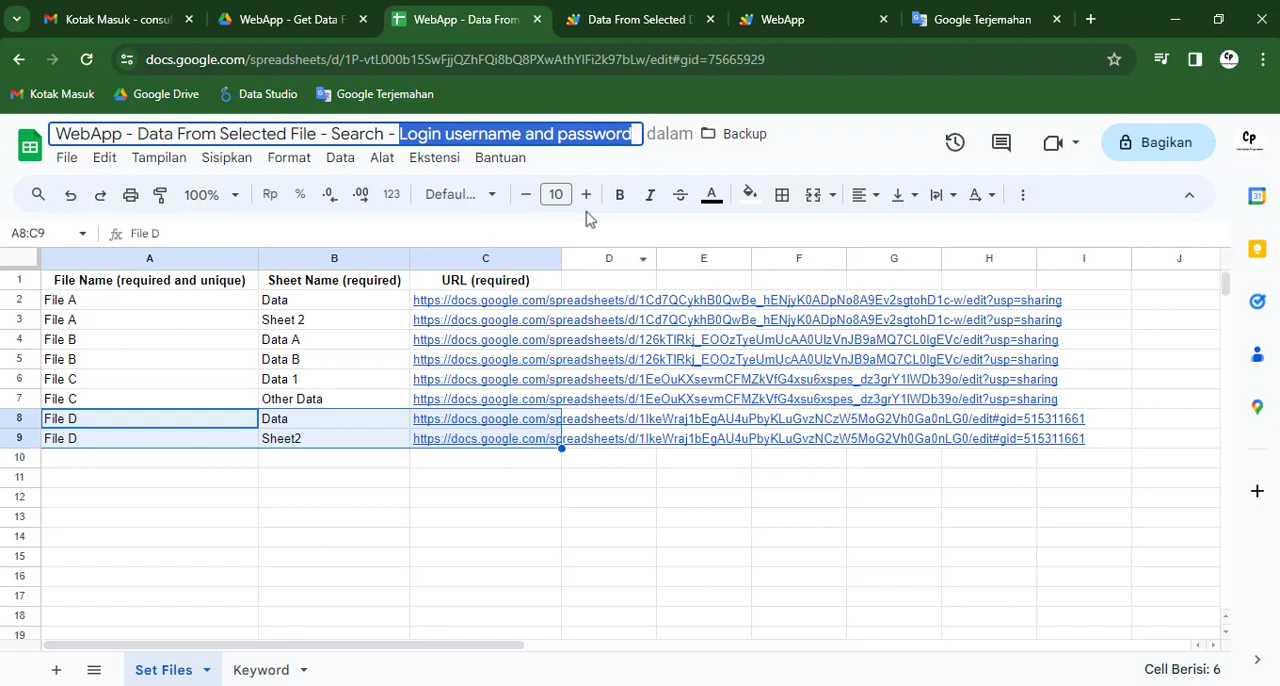 Kotak Masuk - consul
WebApp - Get Data F
WebApp - Data From
Data From Selected D
WebApp
Google Terjemahan
docs.google.com/spreadsheets/d/1P-vtL000b15SwFjjQZhFQi8bQ8PXwAthYlFi2k97bLw/edit#gid=75665929
Kotak Masuk
Google Drive
Data Studio
Google Terjemahan
WebApp - Data From Selected File - Search - Login username and password
dalam
Backup
Bagikan
File Edit Tampilan Sisipkan Format Data Alat Ekstensi Bantuan
100% Rp % .0 .00 123 Defaul... 10 B I A
A8:C9 fx File D
A B C D E F G H I J
1 File Name (required and unique) Sheet Name (required) URL (required)
2 File A Data https://docs.google.com/spreadsheets/d/1Cd7QCykhB0QwBe_hENjyK0ADpNo8A9Ev2sgtohD1c-w/edit?usp=sharing
3 File A Sheet 2 https://docs.google.com/spreadsheets/d/1Cd7QCykhB0QwBe_hENjyK0ADpNo8A9Ev2sgtohD1c-w/edit?usp=sharing
4 File B Data A https://docs.google.com/spreadsheets/d/126kTlRkj_EOOzTyeUmUcAA0UlzVnJB9aMQ7CL0lgEVc/edit?usp=sharing
5 File B Data B https://docs.google.com/spreadsheets/d/126kTlRkj_EOOzTyeUmUcAA0UlzVnJB9aMQ7CL0lgEVc/edit?usp=sharing
6 File C Data 1 https://docs.google.com/spreadsheets/d/1EeOuKXsevmCFMZkVfG4xsu6xspes_dz3grY1IWDb39o/edit?usp=sharing
7 File C Other Data https://docs.google.com/spreadsheets/d/1EeOuKXsevmCFMZkVfG4xsu6xspes_dz3grY1IWDb39o/edit?usp=sharing
8 File D Data https://docs.google.com/spreadsheets/d/1IkeWraj1bEgAU4uPbyKLuGvzNCzW5MoG2Vh0Ga0nLG0/edit#gid=515311661
9 File D Sheet2 https://docs.google.com/spreadsheets/d/1IkeWraj1bEgAU4uPbyKLuGvzNCzW5MoG2Vh0Ga0nLG0/edit#gid=515311661
10
11
12
13
14
15
16
17
18
19
Set Files
Keyword
Cell Berisi: 6